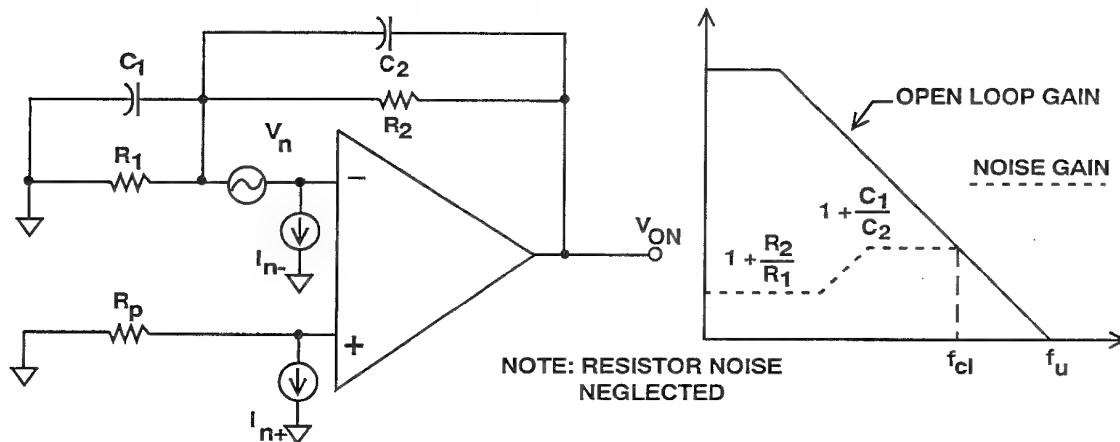 C1
C2
R2
Vn
R1
−
In-
VON
Rp
+
In+
NOTE: RESISTOR NOISE
NEGLECTED
OPEN LOOP GAIN
NOISE GAIN
1 + C1/C2
1 + R2/R1
fcl
fu